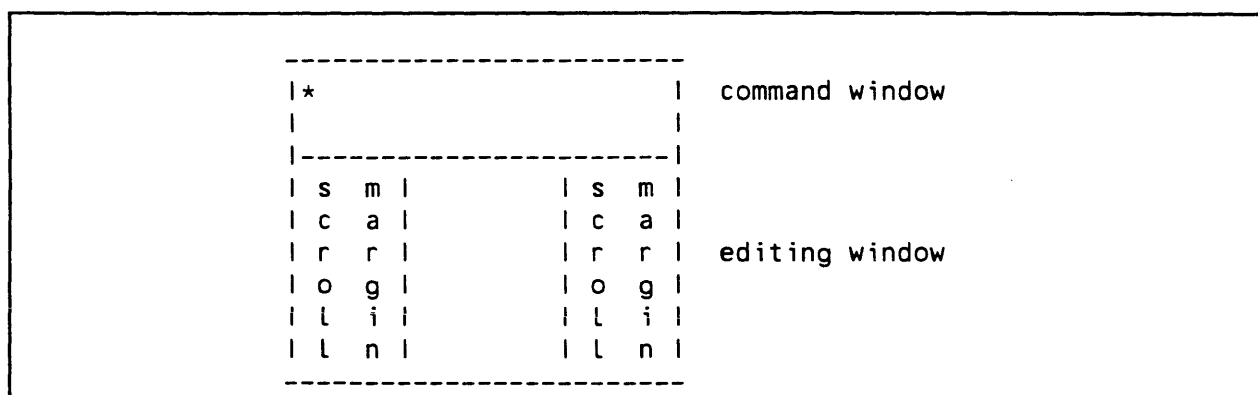 -----------------------------
|*                          |   command window
|                           |
|---------------------------|
| s  m |           | s  m |
| c  a |           | c  a |
| r  r |           | r  r |   editing window
| o  g |           | o  g |
| l  i |           | l  i |
| l  n |           | l  n |
-----------------------------